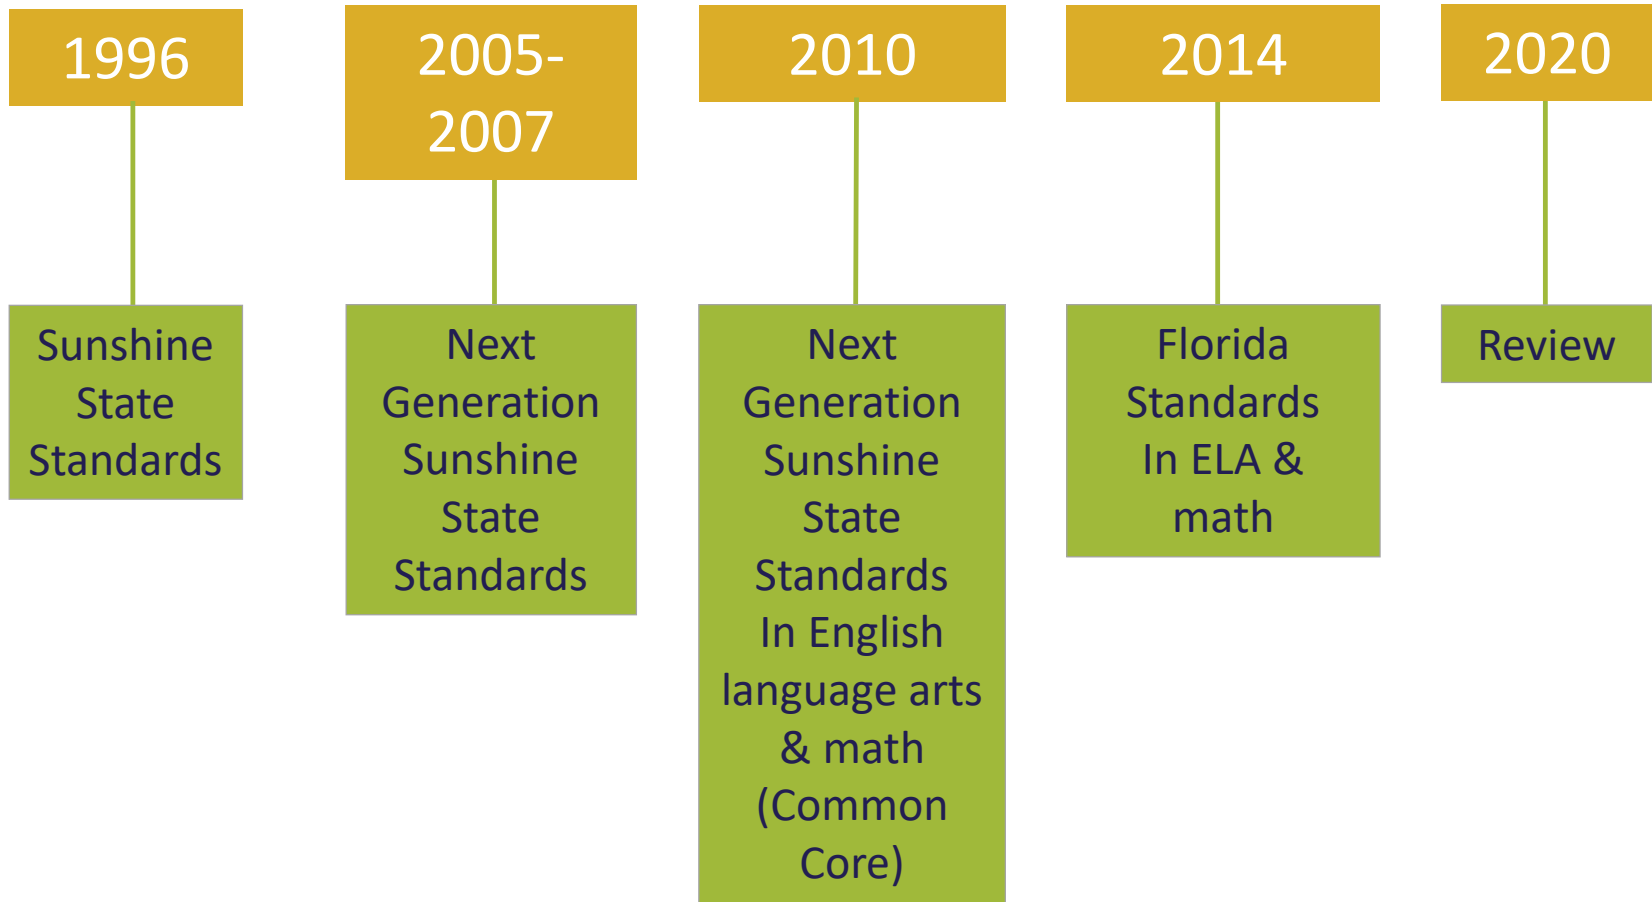 1996
Sunshine
State
Standards
2005-
2007
Next
Generation
Sunshine
State
Standards
2010
Next
Generation
Sunshine
State
Standards
In English
language arts
& math
(Common
Core)
2014
Florida
Standards
In ELA &
math
2020
Review